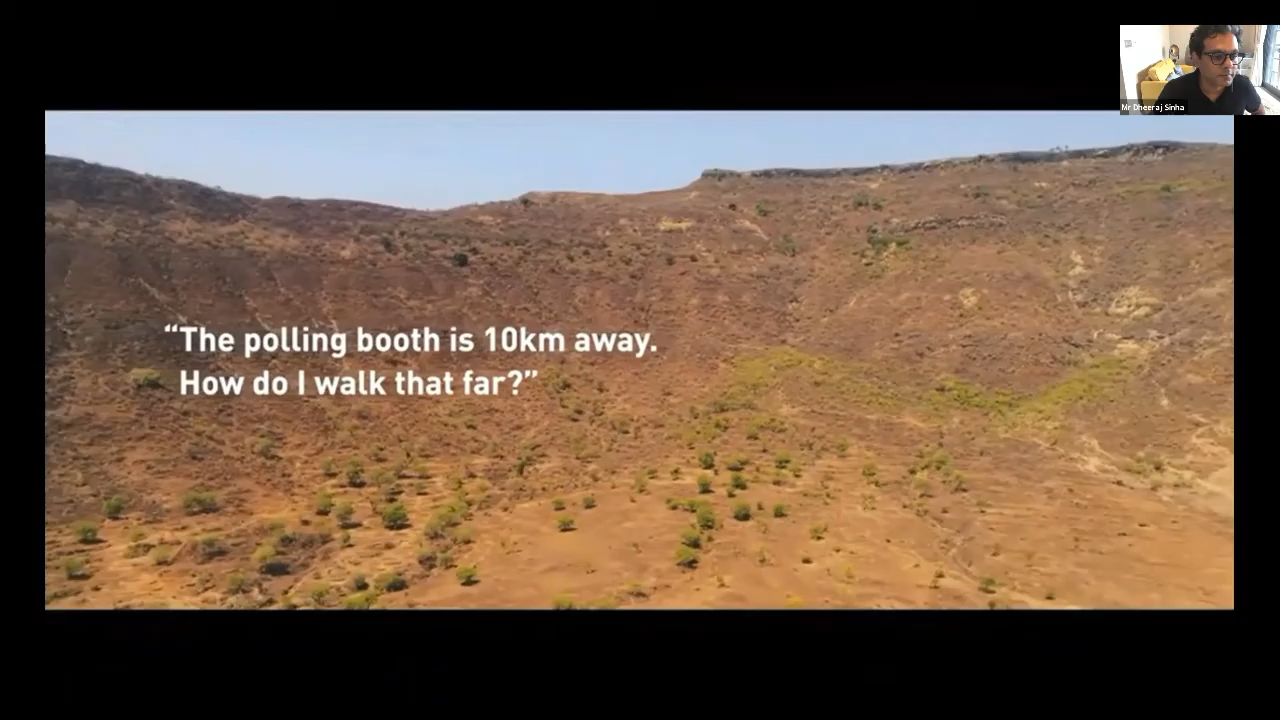 Mr Dheeraj Sinha
“The polling booth is 10km away.
How do I walk that far?”